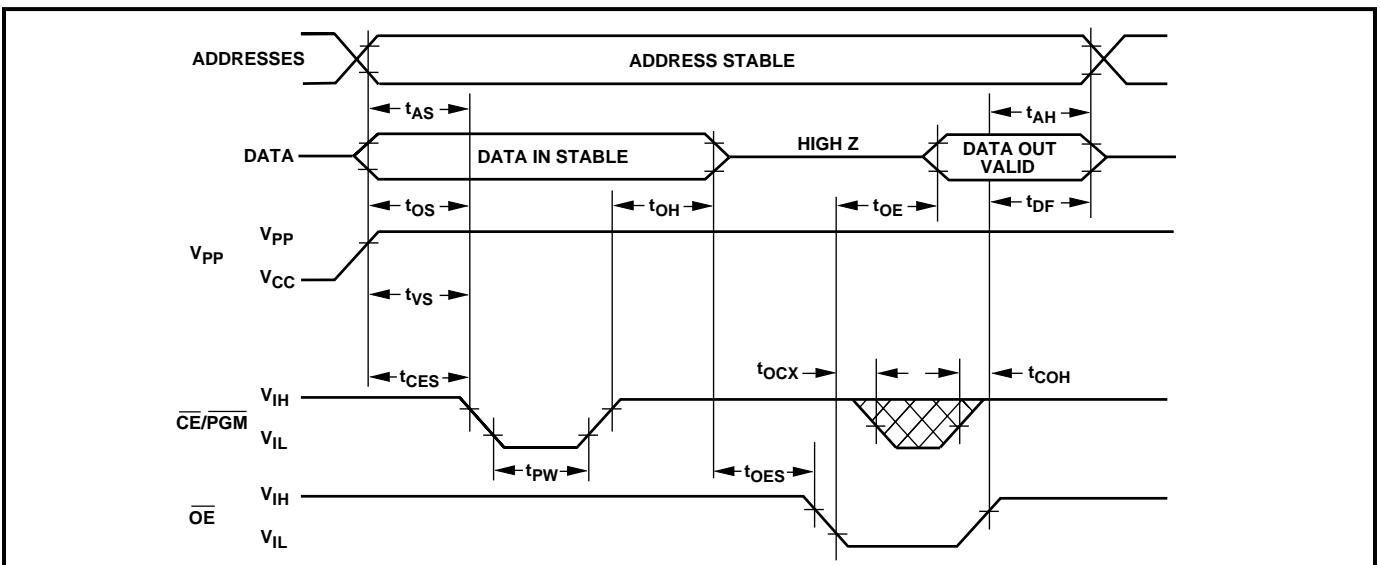 ADDRESSES
ADDRESS STABLE
tAS
tAH
DATA
DATA IN STABLE
HIGH Z
DATA OUT
VALID
tOS
tOH
tOE
tDF
VPP
VPP
VCC
tVS
tOCX
tCOH
tCES
VIH
CE/PGM
VIL
tPW
tOES
VIH
OE
VIL